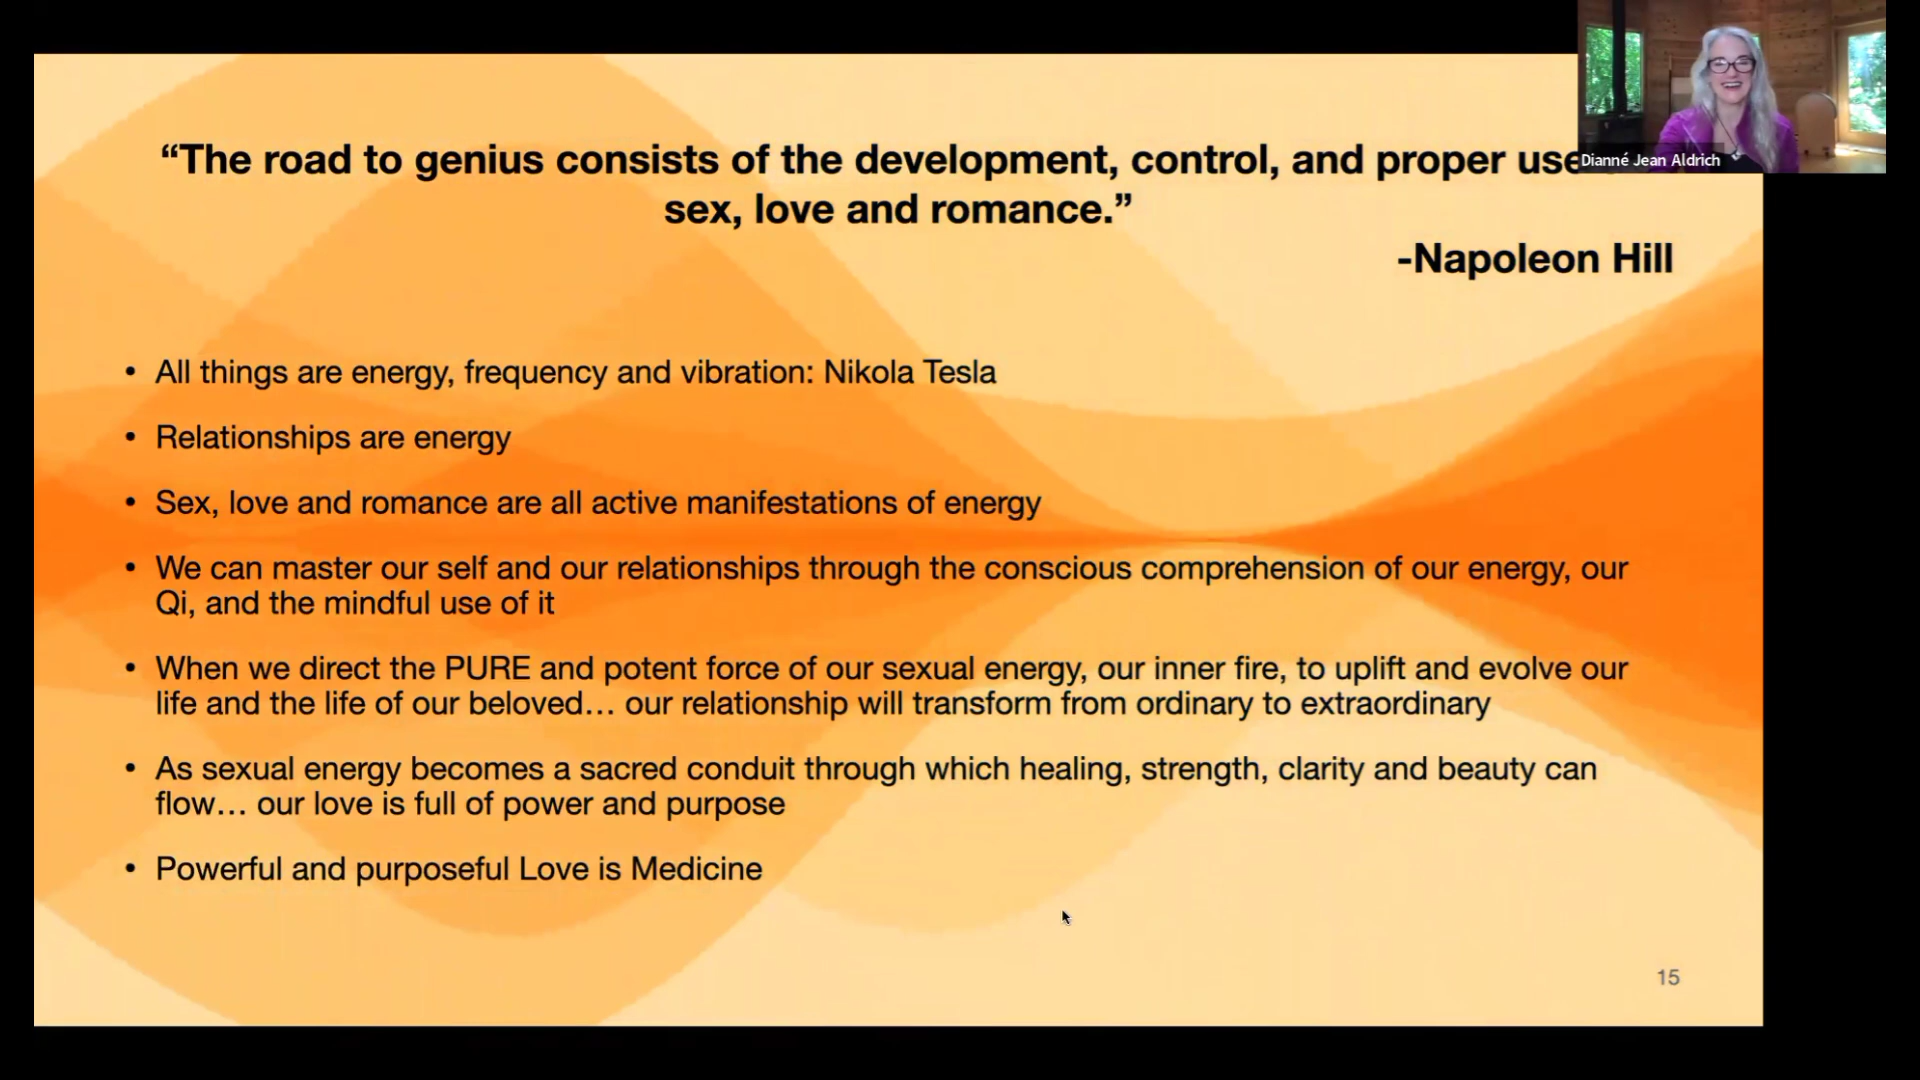 “The road to genius consists of the development, control, and proper use
sex, love and romance.”
-Napoleon Hill
• All things are energy, frequency and vibration: Nikola Tesla
• Relationships are energy
• Sex, love and romance are all active manifestations of energy
• We can master our self and our relationships through the conscious comprehension of our energy, our
Qi, and the mindful use of it
• When we direct the PURE and potent force of our sexual energy, our inner fire, to uplift and evolve our
life and the life of our beloved… our relationship will transform from ordinary to extraordinary
• As sexual energy becomes a sacred conduit through which healing, strength, clarity and beauty can
flow… our love is full of power and purpose
• Powerful and purposeful Love is Medicine
15
Dianné Jean Aldrich